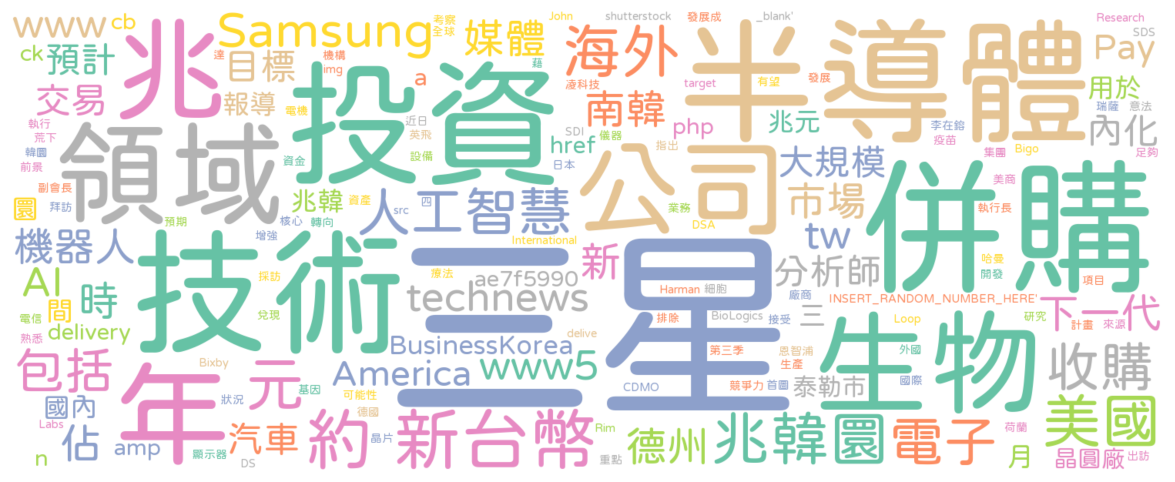 www
cb
考察
全球
John
shutterstock
發展成
_blank'
Research
SDS
ck
預計
兆
Samsung
達
目標
機構
img
媒體
藉
凌科技
海外
target
半導體
有望
發展
Pay
交易
報導
電機
投資
a
近日
英飛
SDI
儀器
南韓
php
指出
兆元
李在鎔
疫苗
用於
瑞薩
意法
內化
執行
荒下
韓圜
前景
領域
資金
設備
href
日本
公司
大規模
集團
Bigo
足夠
副會長
圜
拜訪
兆韓
資產
src
四
人工智慧
業務
市場
美商
執行長
併購
預期
核心
轉向
增強
機器人
技術
International
三星
DSA
tw
哈曼
開發
項目
AI
間
時
採訪
兌現
療法
ae7f5990
technews
新
Harman
細胞
廠商
分析師
INSERT_RANDOM_NUMBER_HERE'
電信
熟悉
delivery
delive
排除
BioLogics
接受
三
Loop
研究
計畫
來源
下一代
包括
年
Bixby
元
基因
BusinessKorea
www5
第三季
恩智浦
生產
外國
生物
收購
國內
Labs
狀況
America
可能性
德國
CDMO
競爭力
首圖
泰勒市
國際
佔
amp
汽車
約
晶片
新台幣
Rim
德州
兆韓圜
電子
荷蘭
美國
n
顯示器
DS
重點
月
晶圓廠
出訪